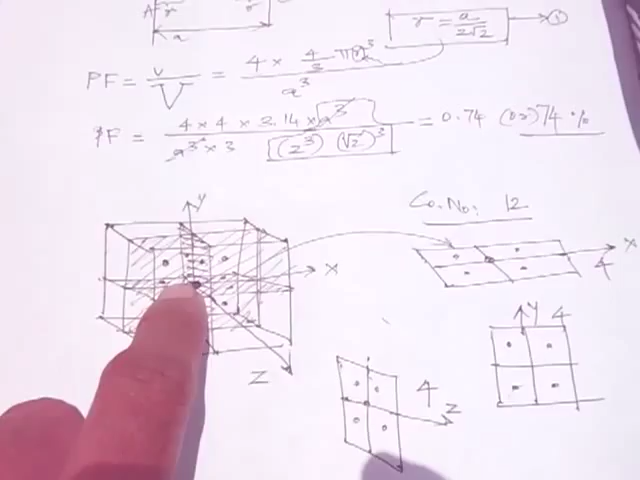 A r r
a
r = a/2√2 → ①
PF = v/V = 4 × 4/3 πr³ / a³
PF = 4 × 4 × 3.14 × a³ / a³ × 3 (2³) (√2)³ = 0.74 (or) 74 %
Co. No: 12
Y
X
Z
X
4
Y 4
4
Z